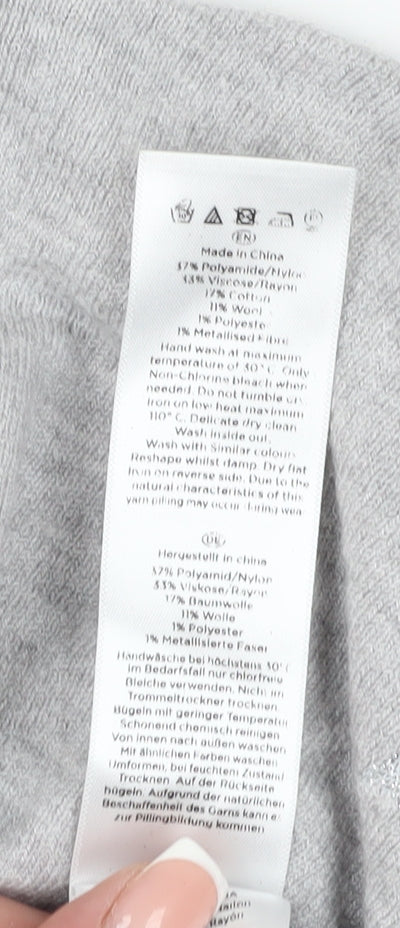 EN
Made in China
37% Polyamide/Nylon
33% Viscose/Rayon
17% Cotton
11% Wool
1% Polyeste
1% Metallised Fibre
Hand wash at maximum
temperature of 30° C. Only
Non-Chlorine bleach when
needed. Do not tumble dr
Iron on low heat maximum
110° C. Delicate dry clean
Wash inside out.
Wash with Similar colours
Reshape whilst damp. Dry flat
Iron on reverse side. Due to the
natural characteristics of this
yarn pilling may occur during wea
Hergestellt in china
37% Polyamid/Nylon
33% Viskose/Rayon
17% Baumwolle
11% Wolle
1% Polyester
1% Metallisierte Faser
Handwäsche bei höchstens 30° C
im Bedarfsfall nur chlorfreie
Bleiche verwenden. Nicht im
Trommeltrockner trocknen
Bügeln mit geringer Temperatu
Schonend chemisch reinigen
Von innen nach außen waschen
Mit ähnlichen Farben waschen
Umformen, bei feuchtem Zustand
Trocknen. Auf der Rückseite
bügeln. Aufgrund der natürlichen
Beschaffenheit des Garns kann e
zur Pillingbildung kommen
Rayón